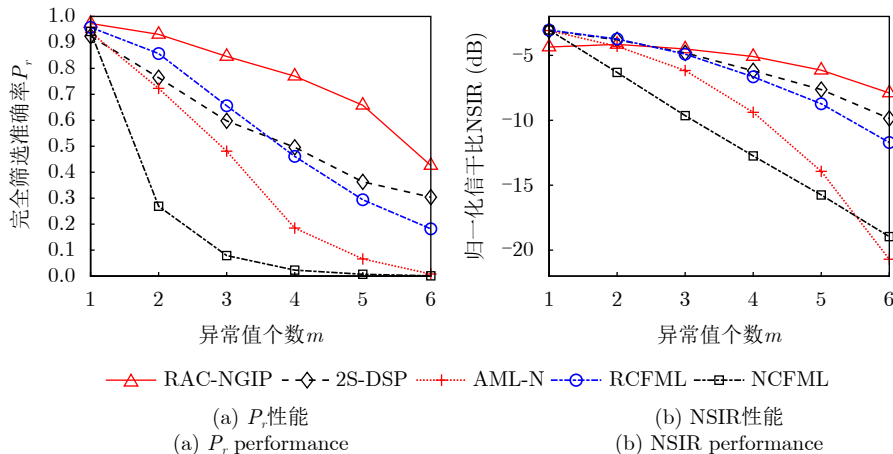 1.0
0.9
0.8
0.7
0.6
0.5
0.4
0.3
0.2
0.1
0.0
完全筛选准确率Pr
1 2 3 4 5 6
异常值个数m
−5
−10
−15
−20
归一化信干比NSIR (dB)
1 2 3 4 5 6
异常值个数m
RAC-NGIP 2S-DSP AML-N RCFML NCFML
(a) Pr性能
(a) Pr performance
(b) NSIR性能
(b) NSIR performance